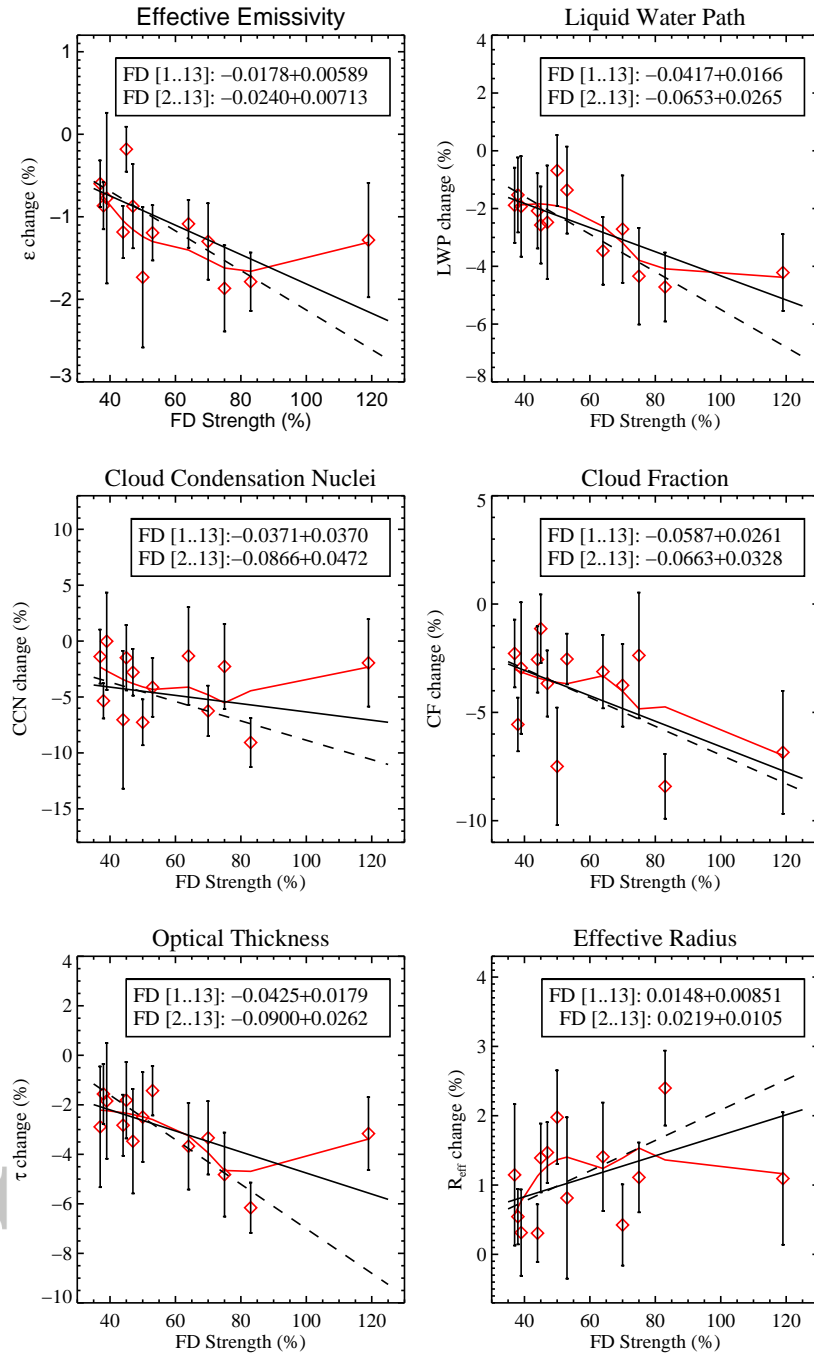 Effective Emissivity
FD [1..13]: −0.0178+0.00589
FD [2..13]: −0.0240+0.00713
1
0
−1
−2
−3
ε change (%)
40 60 80 100 120
FD Strength (%)
Liquid Water Path
FD [1..13]: −0.0417+0.0166
FD [2..13]: −0.0653+0.0265
4
2
0
−2
−4
−6
−8
LWP change (%)
40 60 80 100 120
FD Strength (%)
Cloud Condensation Nuclei
FD [1..13]:−0.0371+0.0370
FD [2..13]:−0.0866+0.0472
10
5
0
−5
−10
−15
CCN change (%)
40 60 80 100 120
FD Strength (%)
Cloud Fraction
FD [1..13]: −0.0587+0.0261
FD [2..13]: −0.0663+0.0328
5
0
−5
−10
CF change (%)
40 60 80 100 120
FD Strength (%)
Optical Thickness
FD [1..13]: −0.0425+0.0179
FD [2..13]: −0.0900+0.0262
4
2
0
−2
−4
−6
−8
−10
τ change (%)
40 60 80 100 120
FD Strength (%)
Effective Radius
FD [1..13]: 0.0148+0.00851
FD [2..13]: 0.0219+0.0105
4
3
2
1
0
Reff change (%)
40 60 80 100 120
FD Strength (%)